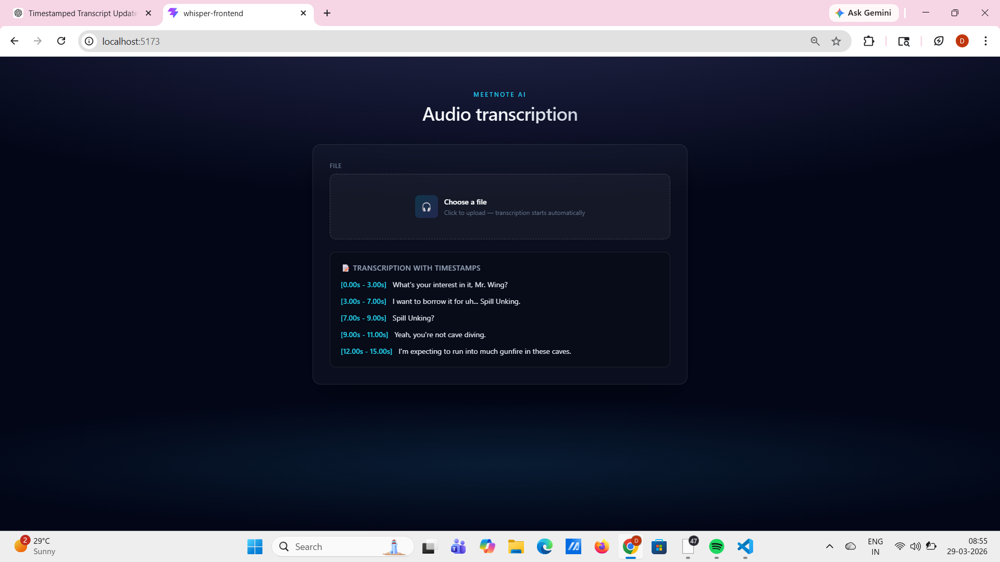 Timestamped Transcript Update
whisper-frontend
Ask Gemini
localhost:5173
D
MEETNOTE AI
Audio transcription
FILE
Choose a file
Click to upload — transcription starts automatically
TRANSCRIPTION WITH TIMESTAMPS
[0.00s - 3.00s] What's your interest in it, Mr. Wing?
[3.00s - 7.00s] I want to borrow it for uh... Spill Unking.
[7.00s - 9.00s] Spill Unking?
[9.00s - 11.00s] Yeah, you're not cave diving.
[12.00s - 15.00s] I'm expecting to run into much gunfire in these caves.
2
29°C
Sunny
Search
T
D
47
ENG
IN
08:55
29-03-2026